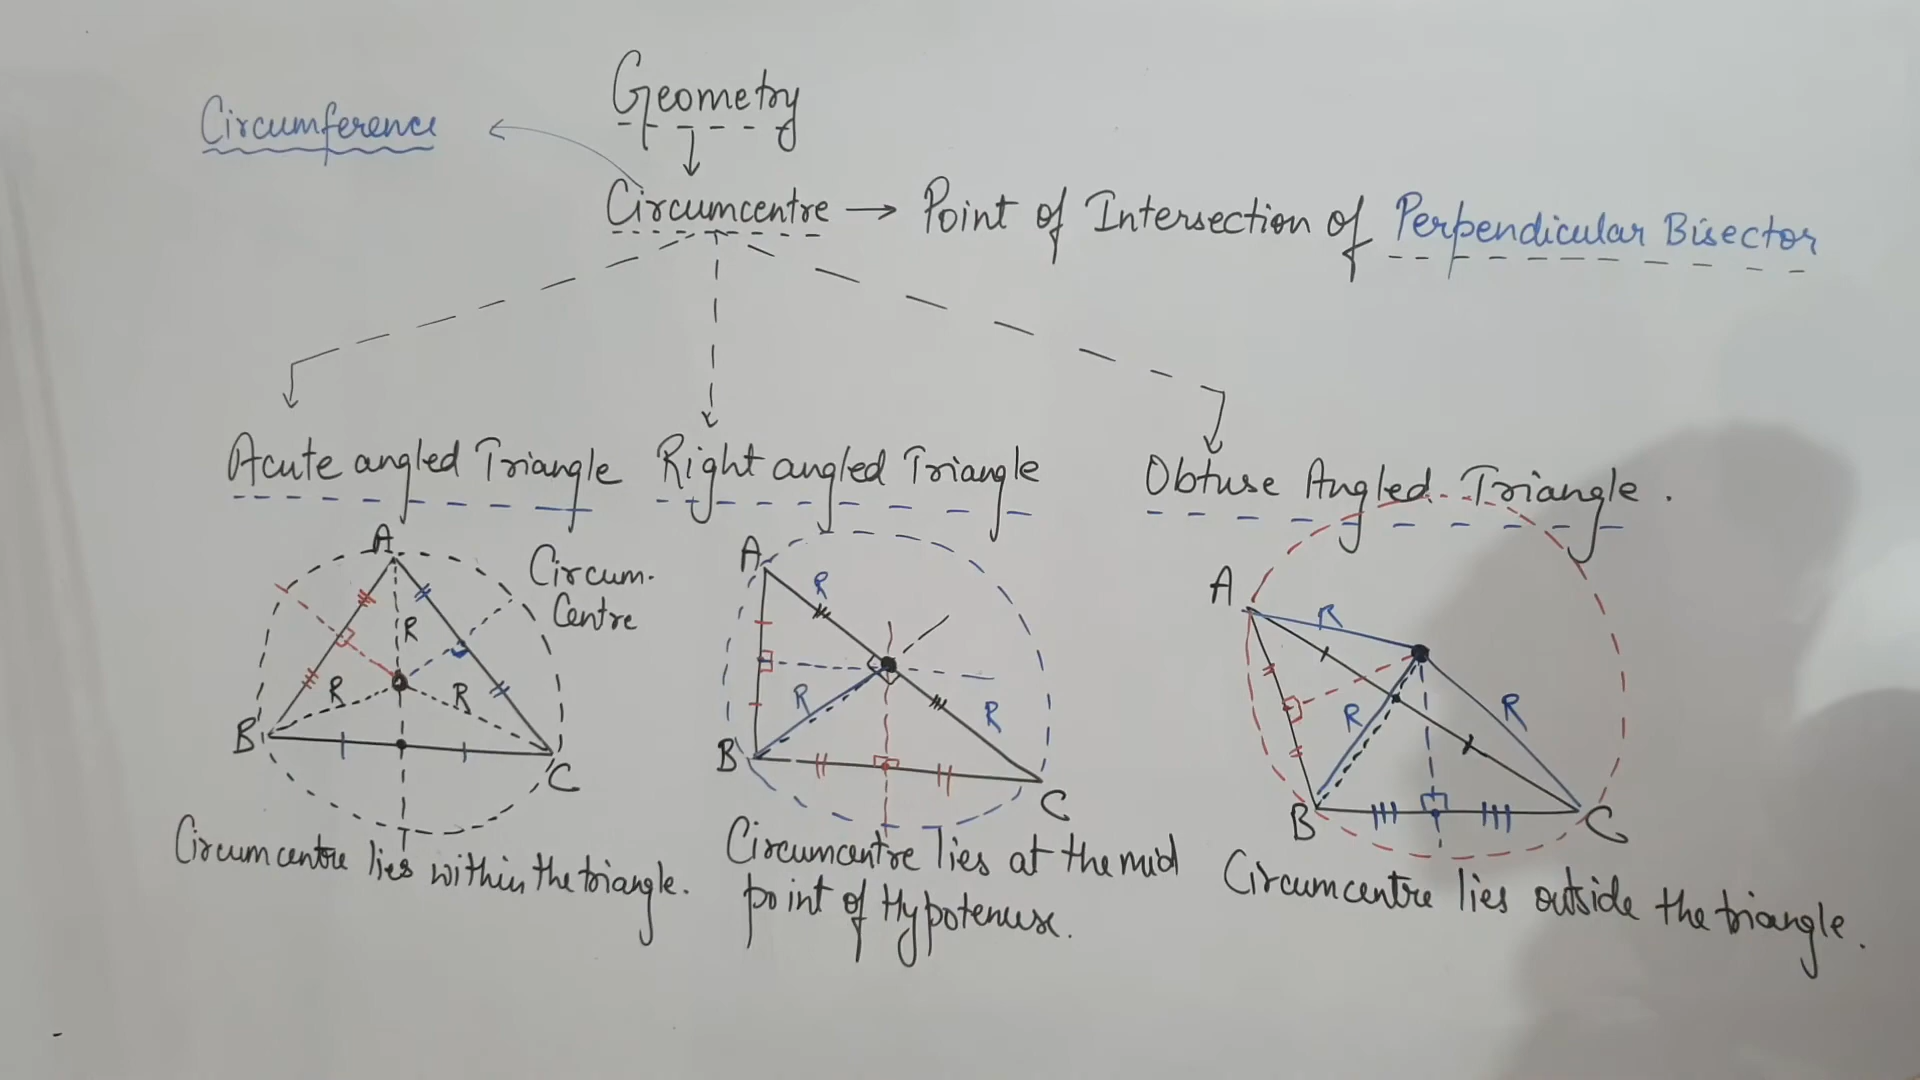 Geometry
Circumference
Circumcentre → Point of Intersection of Perpendicular Bisector
Acute angled Triangle
Right angled Triangle
Obtuse Angled Triangle.
A
Circum-
Centre
R
R
R
B
C
Circumcentre lies within the triangle.
A
R
R
R
B
C
Circumcentre lies at the mid
point of Hypotenuse.
A
R
R
R
B
C
Circumcentre lies outside the triangle.